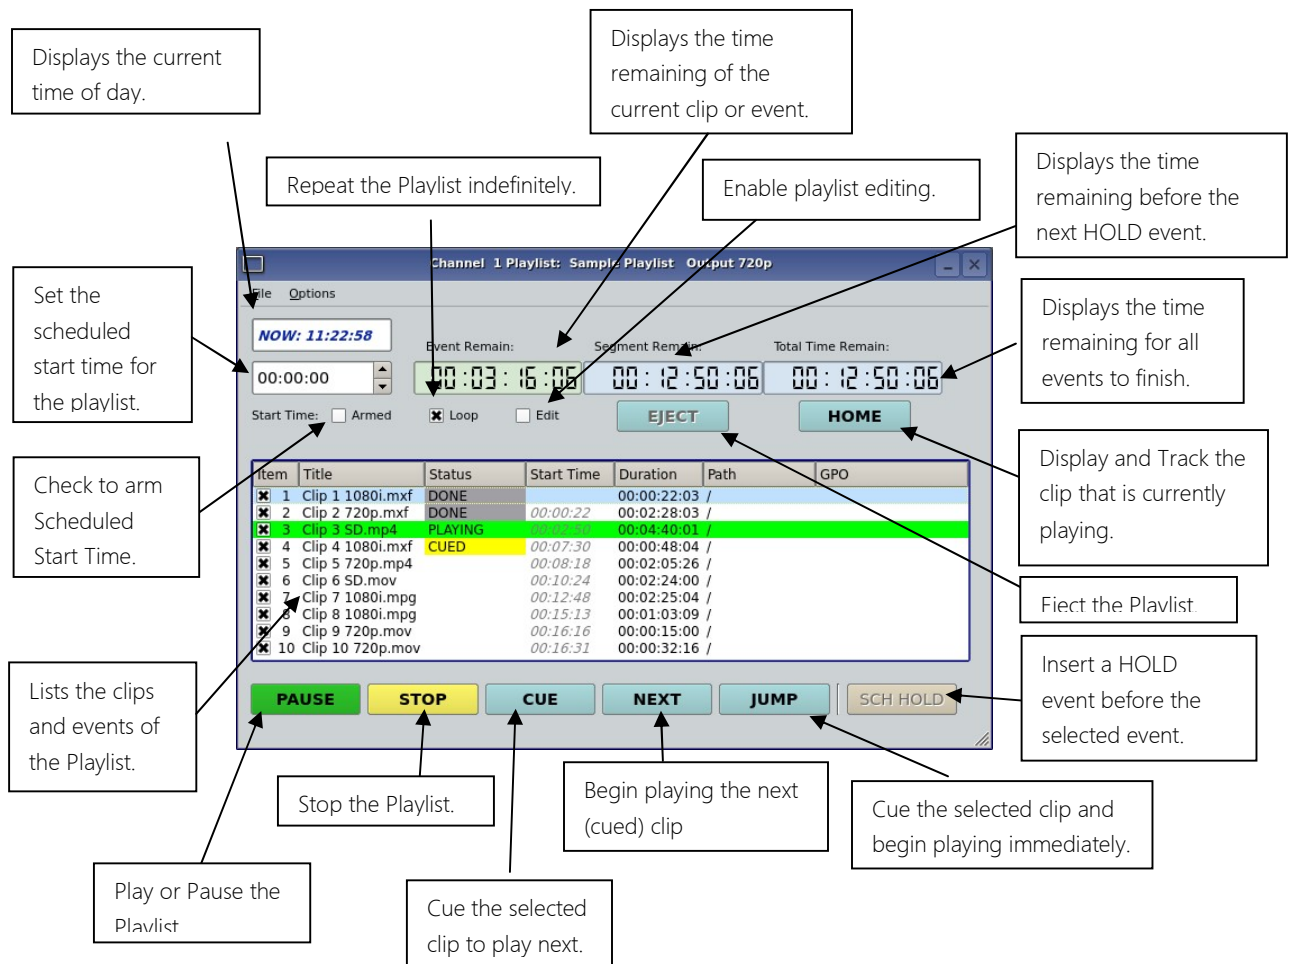 Displays the current
time of day.
Displays the time
remaining of the
current clip or event.
Repeat the Playlist indefinitely.
Enable playlist editing.
Displays the time
remaining before the
next HOLD event.
Set the
scheduled
start time for
the playlist.
Displays the time
remaining for all
events to finish.
Check to arm
Scheduled
Start Time.
Display and Track the
clip that is currently
playing.
Eject the Playlist.
Lists the clips
and events of
the Playlist.
Insert a HOLD
event before the
selected event.
Channel 1 Playlist: Sample Playlist Output 720p
File Options
NOW: 11:22:58
Event Remain: Segment Remain: Total Time Remain:
00:00:00 00:03:16:06 00:12:50:06 00:12:50:06
Start Time: Armed Loop Edit EJECT HOME
Item Title Status Start Time Duration Path GPO
1 Clip 1 1080i.mxf DONE 00:00:22:03 /
2 Clip 2 720p.mxf DONE 00:00:22 00:02:28:03 /
3 Clip 3 SD.mp4 PLAYING 00:02:50 00:04:40:01 /
4 Clip 4 1080i.mxf CUED 00:07:30 00:00:48:04 /
5 Clip 5 720p.mp4 00:08:18 00:02:05:26 /
6 Clip 6 SD.mov 00:10:24 00:02:24:00 /
7 Clip 7 1080i.mpg 00:12:48 00:02:25:04 /
8 Clip 8 1080i.mpg 00:15:13 00:01:03:09 /
9 Clip 9 720p.mov 00:16:16 00:00:15:00 /
10 Clip 10 720p.mov 00:16:31 00:00:32:16 /
PAUSE STOP CUE NEXT JUMP SCH HOLD
Stop the Playlist.
Begin playing the next
(cued) clip
Cue the selected clip and
begin playing immediately.
Play or Pause the
Playlist
Cue the selected
clip to play next.